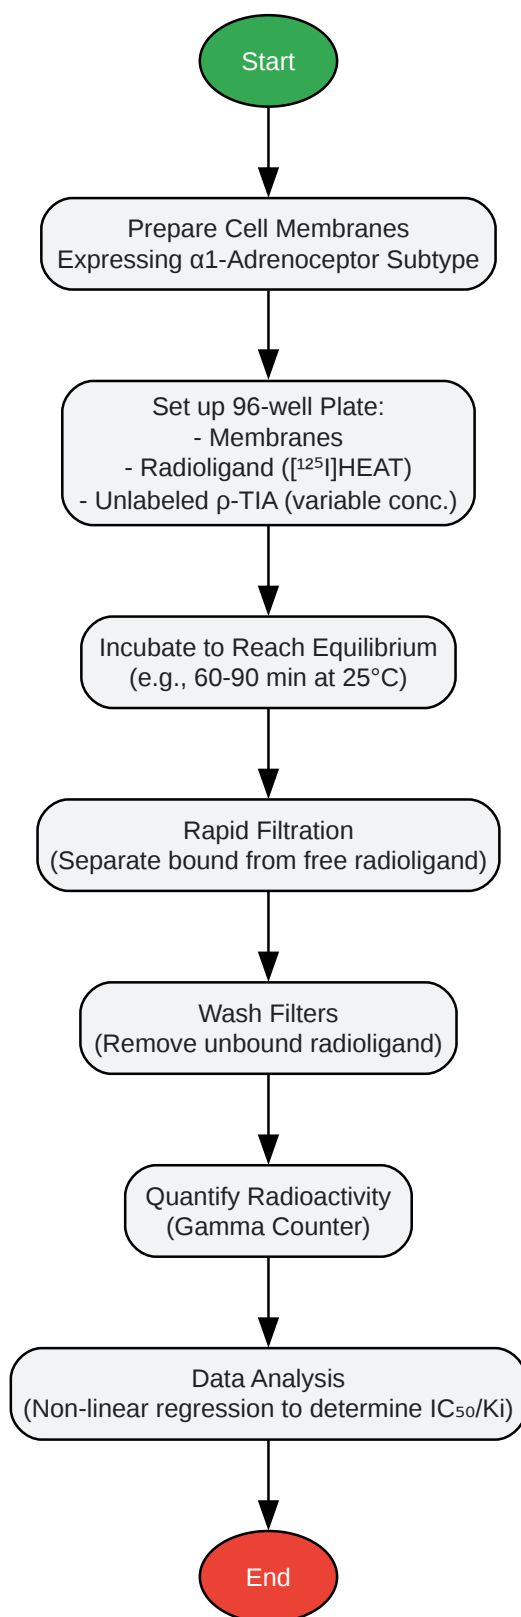 Start
Prepare Cell Membranes
Expressing α1-Adrenoceptor Subtype
Set up 96-well Plate:
- Membranes
- Radioligand ([¹²⁵I]HEAT)
- Unlabeled ρ-TIA (variable conc.)
Incubate to Reach Equilibrium
(e.g., 60-90 min at 25°C)
Rapid Filtration
(Separate bound from free radioligand)
Wash Filters
(Remove unbound radioligand)
Quantify Radioactivity
(Gamma Counter)
Data Analysis
(Non-linear regression to determine IC₅₀/Ki)
End